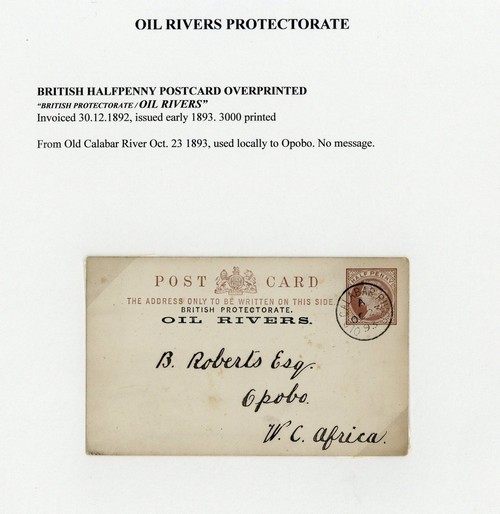 OIL RIVERS PROTECTORATE
BRITISH HALFPENNY POSTCARD OVERPRINTED
“BRITISH PROTECTORATE / OIL RIVERS”
Invoiced 30.12.1892, issued early 1893. 3000 printed
From Old Calabar River Oct. 23 1893, used locally to Opobo. No message.
POST CARD
HALFPENNY
THE ADDRESS ONLY TO BE WRITTEN ON THIS SIDE.
BRITISH PROTECTORATE.
OIL RIVERS.
CALABAR
A
B. Roberts Esq.
Opobo.
W. C. Africa.